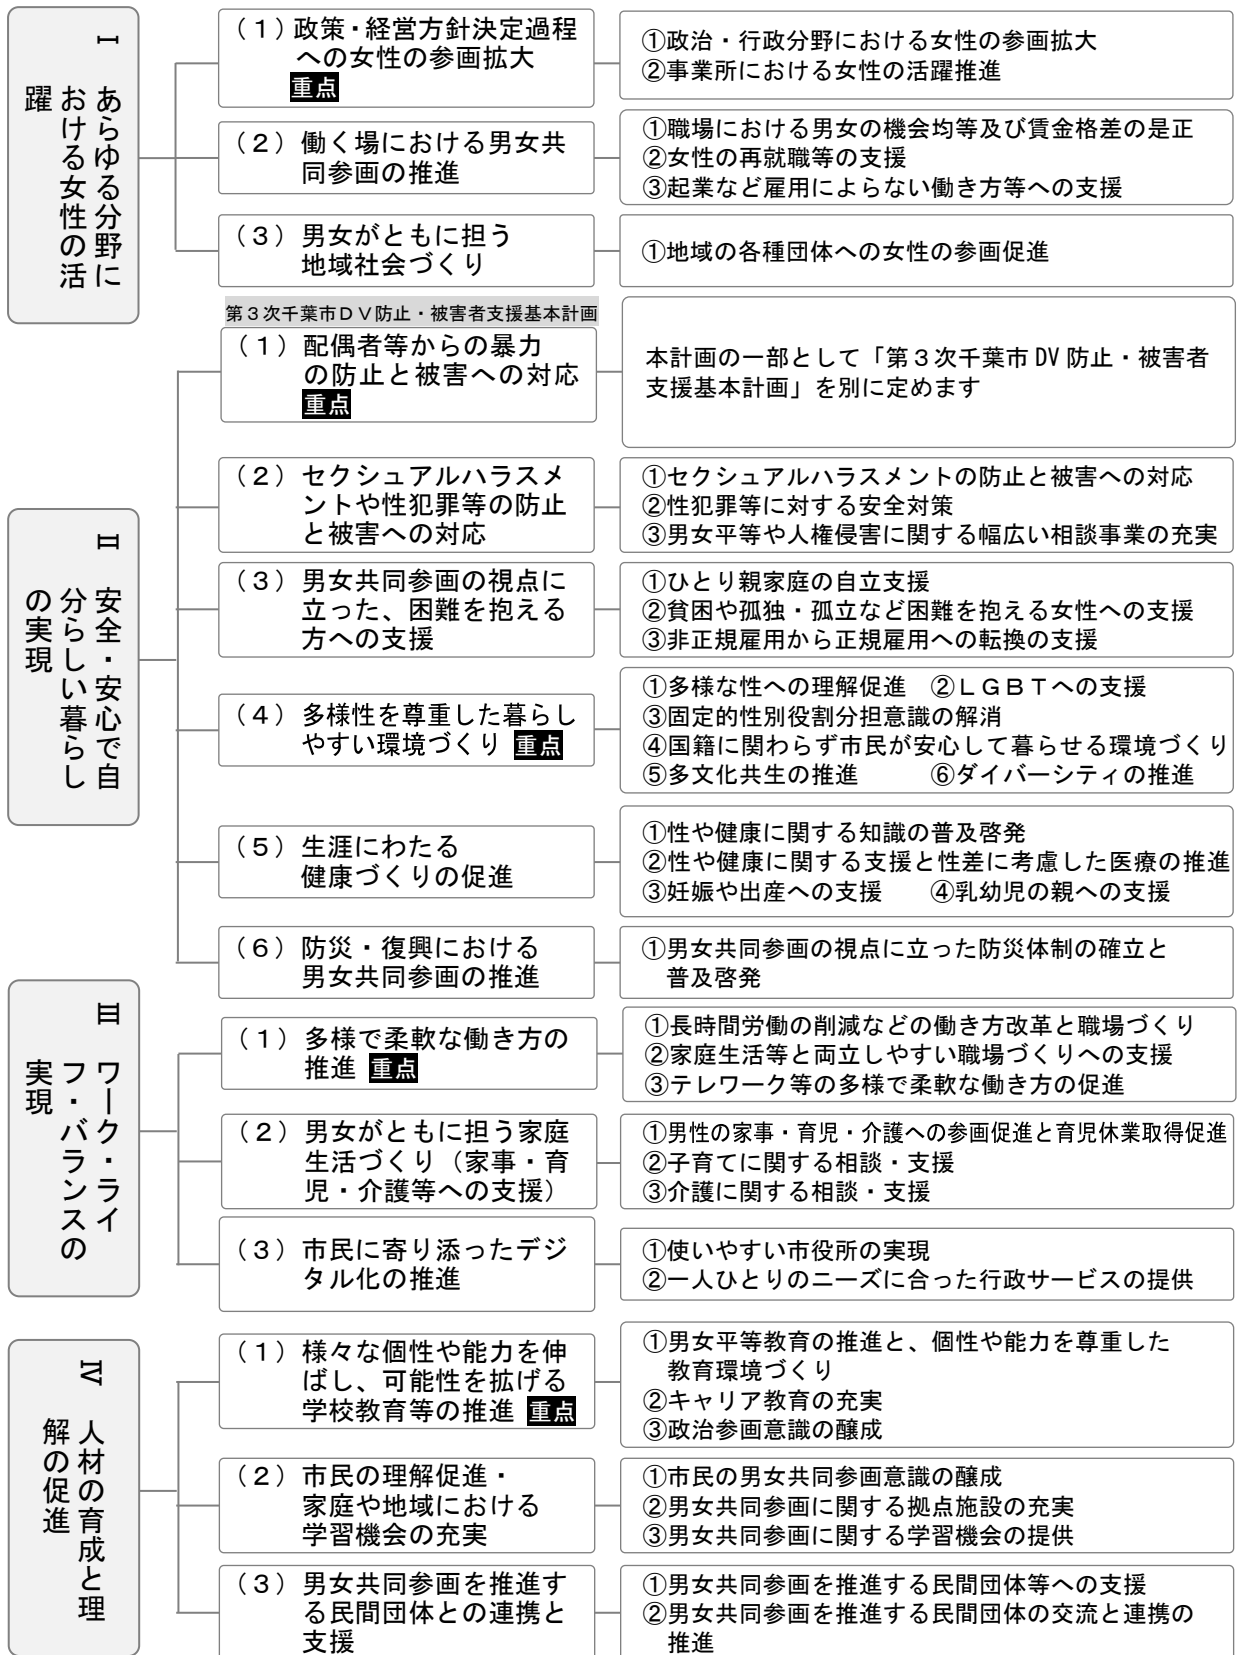 Ⅰ　あらゆる分野に
おける女性の活
躍
（１）政策・経営方針決定過程
への女性の参画拡大
重点
①政治・行政分野における女性の参画拡大
②事業所における女性の活躍推進
（２）働く場における男女共
同参画の推進
①職場における男女の機会均等及び賃金格差の是正
②女性の再就職等の支援
③起業など雇用によらない働き方等への支援
（３）男女がともに担う
地域社会づくり
①地域の各種団体への女性の参画促進
Ⅱ　安全・安心で自
分らしい暮らし
の実現
第３次千葉市ＤＶ防止・被害者支援基本計画
（１）配偶者等からの暴力
の防止と被害への対応
重点
本計画の一部として「第３次千葉市 DV 防止・被害者
支援基本計画」を別に定めます
（２）セクシュアルハラスメ
ントや性犯罪等の防止
と被害への対応
①セクシュアルハラスメントの防止と被害への対応
②性犯罪等に対する安全対策
③男女平等や人権侵害に関する幅広い相談事業の充実
（３）男女共同参画の視点に
立った、困難を抱える
方への支援
①ひとり親家庭の自立支援
②貧困や孤独・孤立など困難を抱える女性への支援
③非正規雇用から正規雇用への転換の支援
（４）多様性を尊重した暮らし
やすい環境づくり 重点
①多様な性への理解促進　②ＬＧＢＴへの支援
③固定的性別役割分担意識の解消
④国籍に関わらず市民が安心して暮らせる環境づくり
⑤多文化共生の推進　　　⑥ダイバーシティの推進
（５）生涯にわたる
健康づくりの促進
①性や健康に関する知識の普及啓発
②性や健康に関する支援と性差に考慮した医療の推進
③妊娠や出産への支援　　④乳幼児の親への支援
（６）防災・復興における
男女共同参画の推進
①男女共同参画の視点に立った防災体制の確立と
普及啓発
Ⅲ　ワーク・ライ
フ・バランスの
実現
（１）多様で柔軟な働き方の
推進 重点
①長時間労働の削減などの働き方改革と職場づくり
②家庭生活等と両立しやすい職場づくりへの支援
③テレワーク等の多様で柔軟な働き方の促進
（２）男女がともに担う家庭
生活づくり（家事・育
児・介護等への支援）
①男性の家事・育児・介護への参画促進と育児休業取得促進
②子育てに関する相談・支援
③介護に関する相談・支援
（３）市民に寄り添ったデジ
タル化の推進
①使いやすい市役所の実現
②一人ひとりのニーズに合った行政サービスの提供
Ⅳ　人材の育成と理
解の促進
（１）様々な個性や能力を伸
ばし、可能性を拡げる
学校教育等の推進 重点
①男女平等教育の推進と、個性や能力を尊重した
教育環境づくり
②キャリア教育の充実
③政治参画意識の醸成
（２）市民の理解促進・
家庭や地域における
学習機会の充実
①市民の男女共同参画意識の醸成
②男女共同参画に関する拠点施設の充実
③男女共同参画に関する学習機会の提供
（３）男女共同参画を推進す
る民間団体との連携と
支援
①男女共同参画を推進する民間団体等への支援
②男女共同参画を推進する民間団体の交流と連携の
推進